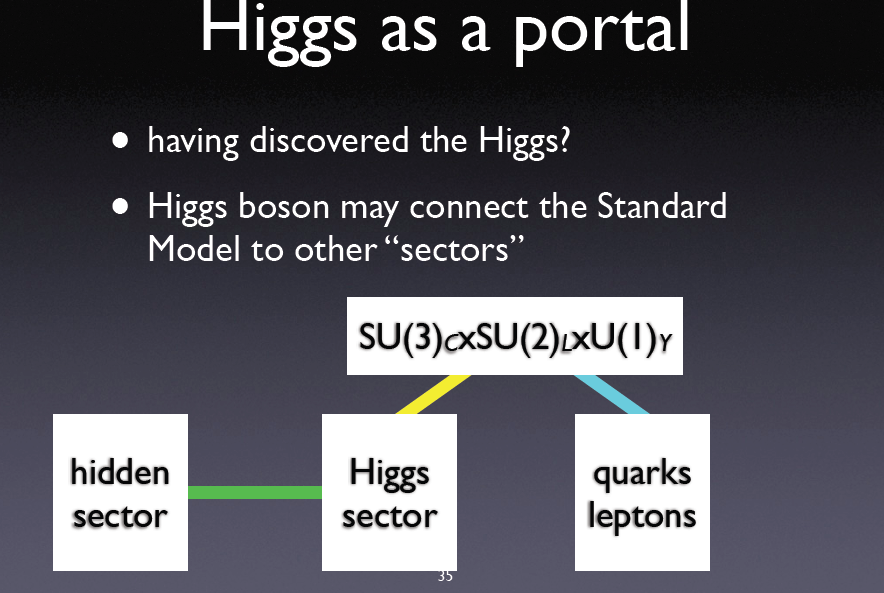 Higgs as a portal
• having discovered the Higgs?
• Higgs boson may connect the Standard
Model to other “sectors”
SU(3)CxSU(2)LxU(1)Y
hidden
sector
Higgs
sector
quarks
leptons
35